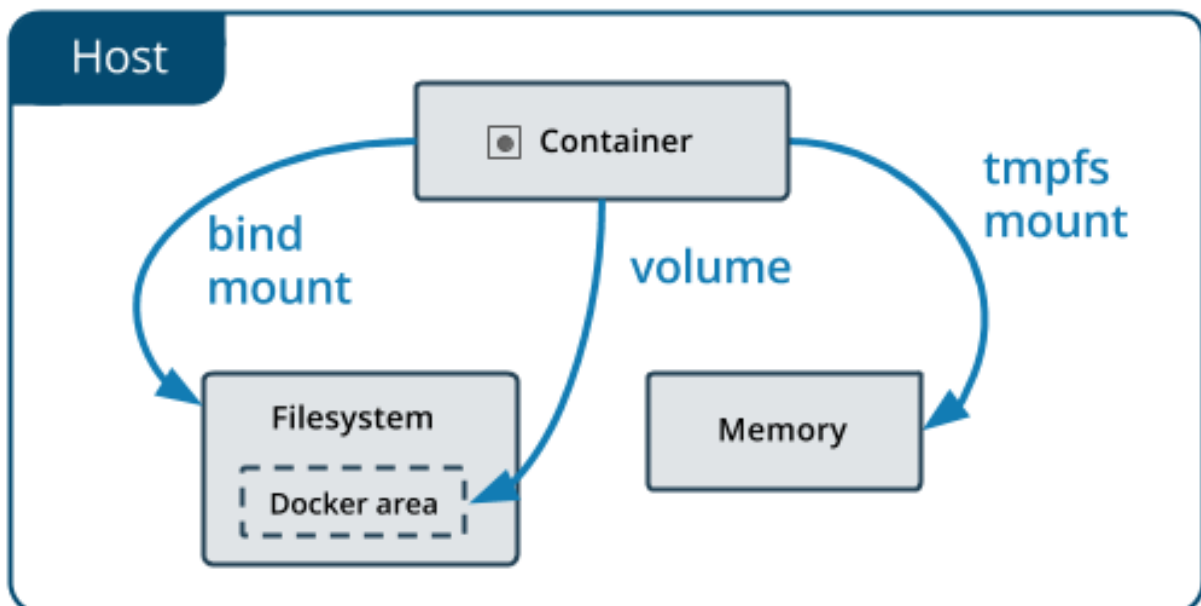 Host
Container
bind
mount
volume
tmpfs
mount
Filesystem
Docker area
Memory